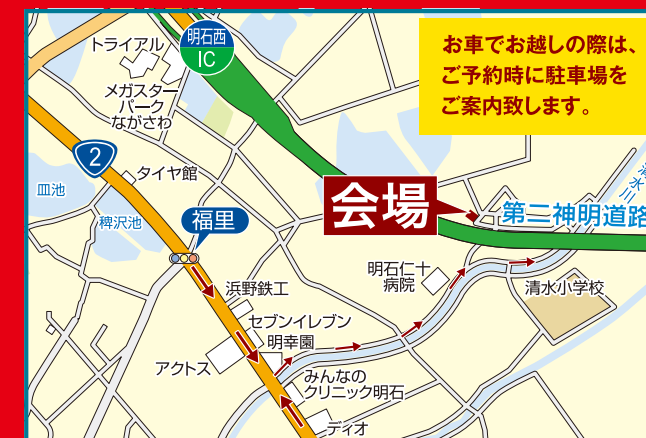 トライアル
明石西
IC
お車でお越しの際は、
ご予約時に駐車場を
ご案内致します。
メガスター
パーク
ながさわ
2
タイヤ館
皿池
稗沢池
福里
会場
清水川
第二神明道路
浜野鉄工
明石仁十
病院
清水小学校
セブンイレブン
明幸園
アクトス
みんなの
クリニック明石
ディオ